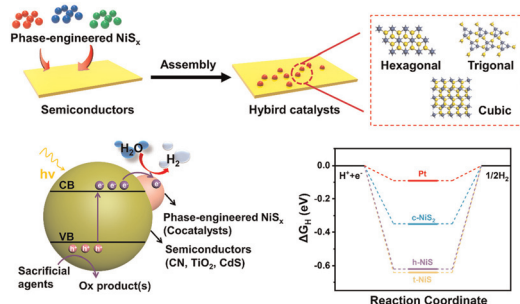 Phase-engineered NiSₓ
Assembly
Semiconductors
Hybird catalysts
Hexagonal
Trigonal
Cubic
hv
H₂O
H₂
CB
e⁻ e⁻ e⁻ e⁻
VB
h⁺ h⁺ h⁺
Sacrificial
agents
Ox product(s)
Phase-engineered NiSₓ
(Cocatalysts)
Semiconductors
(CN, TiO₂, CdS)
ΔG_H (eV)
0.0
-0.2
-0.4
-0.6
H⁺+e⁻
1/2H₂
Pt
c-NiS₂
h-NiS
t-NiS
Reaction Coordinate